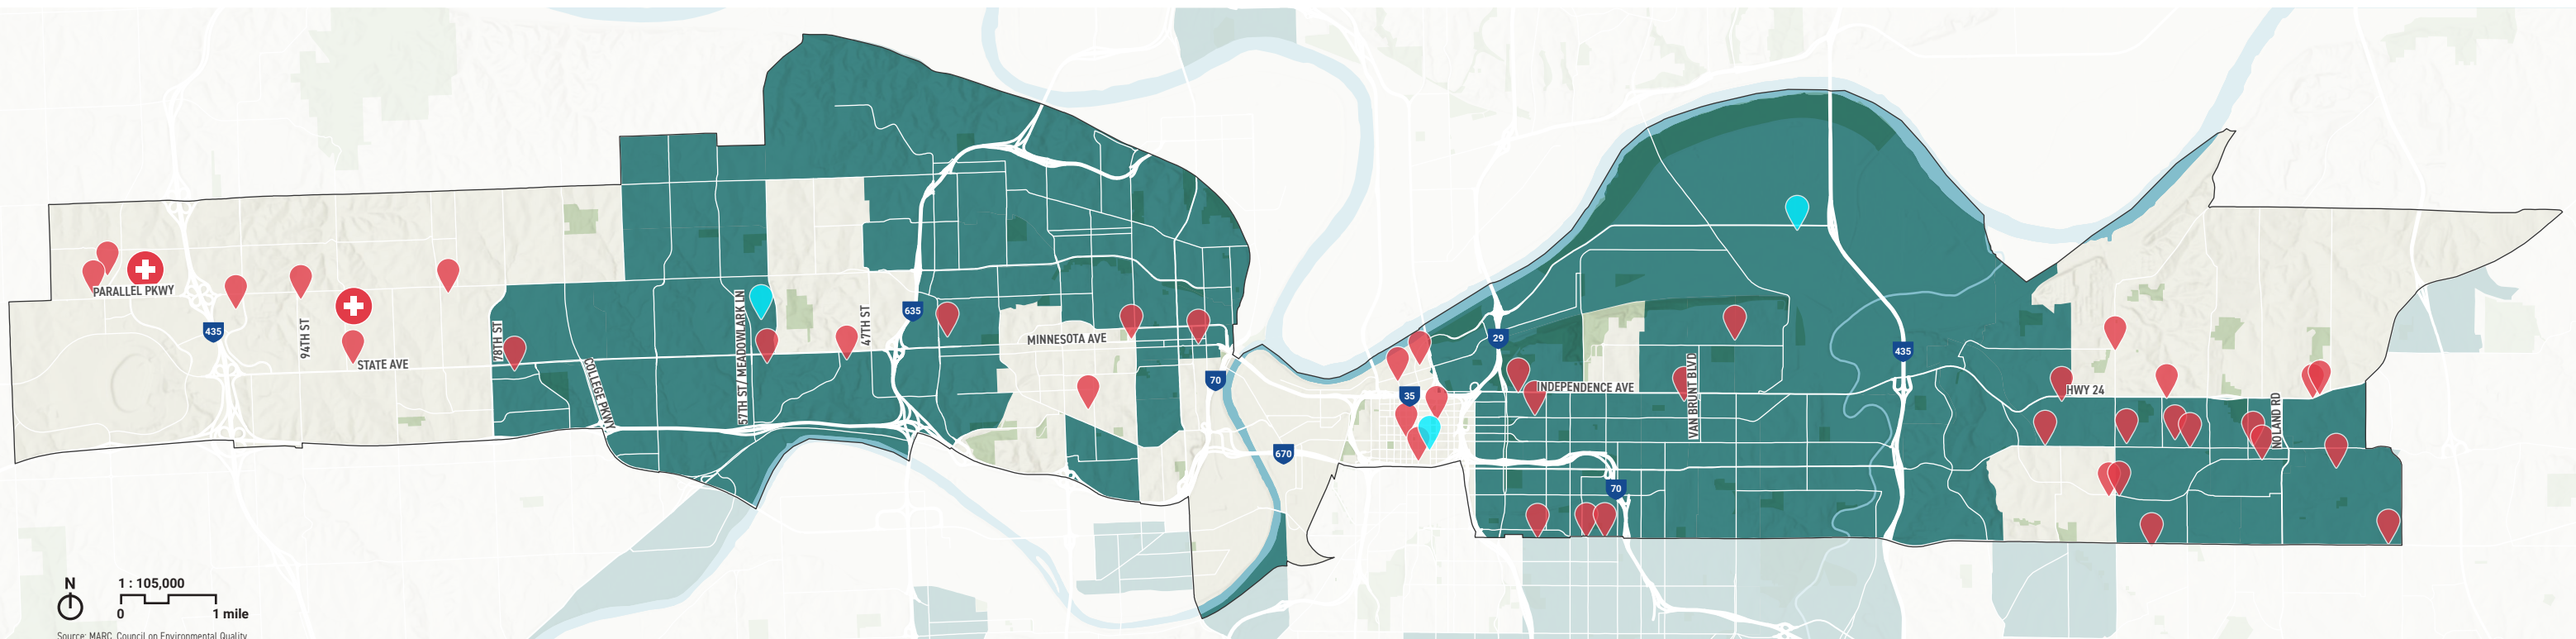 PARALLEL PKWY
435
94TH ST
STATE AVE
78TH ST
COLLEGE PKWY
57TH ST/ MEADOWLARK LN
47TH ST
635
MINNESOTA AVE
70
670
35
29
INDEPENDENCE AVE
VAN BRUNT BLVD
70
435
HWY 24
NOLAND RD
N
1 : 105,000
0
1 mile
Source: MARC, Council on Environmental Quality